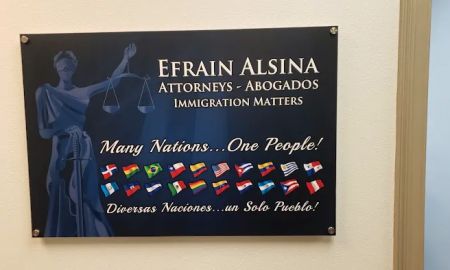 EFRAIN ALSINA
ATTORNEYS - ABOGADOS
IMMIGRATION MATTERS
Many Nations...One People!
Diversas Naciones...un Solo Pueblo!